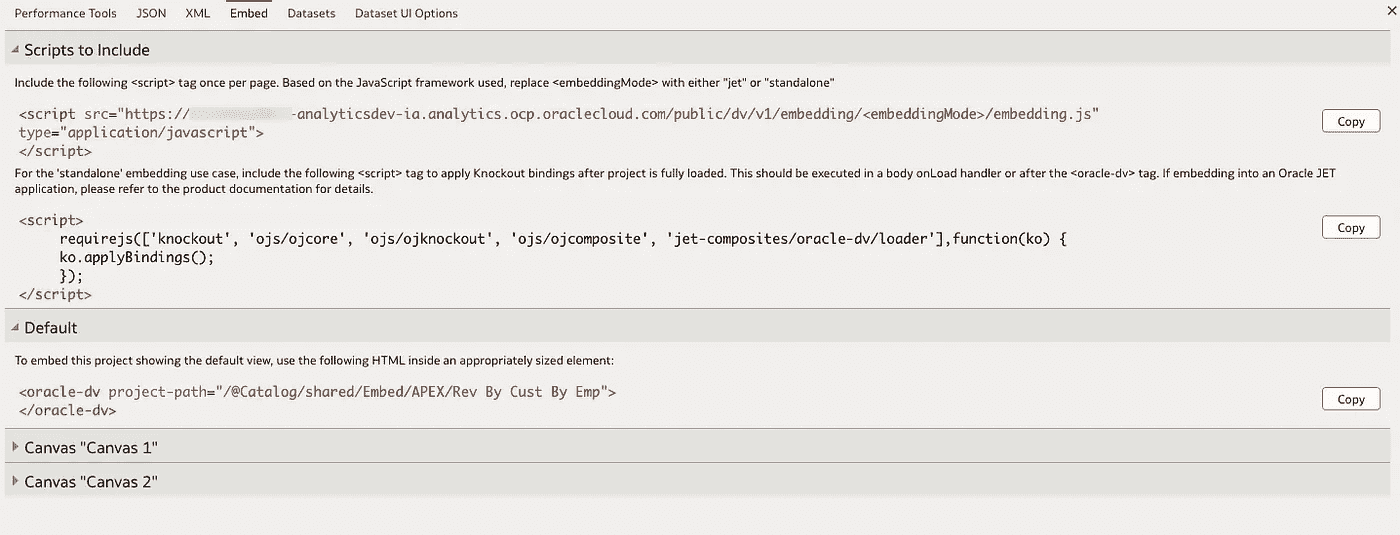 Performance Tools JSON XML Embed Datasets Dataset UI Options
Scripts to Include
Include the following <script> tag once per page. Based on the JavaScript framework used, replace <embeddingMode> with either "jet" or "standalone"
<script src="https://-analyticsdev-ia.analytics.ocp.oraclecloud.com/public/dv/v1/embedding/<embeddingMode>/embedding.js"
type="application/javascript">
</script>
Copy
For the 'standalone' embedding use case, include the following <script> tag to apply Knockout bindings after project is fully loaded. This should be executed in a body onLoad handler or after the <oracle-dv> tag. If embedding into an Oracle JET
application, please refer to the product documentation for details.
<script>
requirejs(['knockout', 'ojs/ojcore', 'ojs/ojknockout', 'ojs/ojcomposite', 'jet-composites/oracle-dv/loader'],function(ko) {
ko.applyBindings();
});
</script>
Copy
Default
To embed this project showing the default view, use the following HTML inside an appropriately sized element:
<oracle-dv project-path="/@Catalog/shared/Embed/APEX/Rev By Cust By Emp">
</oracle-dv>
Copy
Canvas "Canvas 1"
Canvas "Canvas 2"